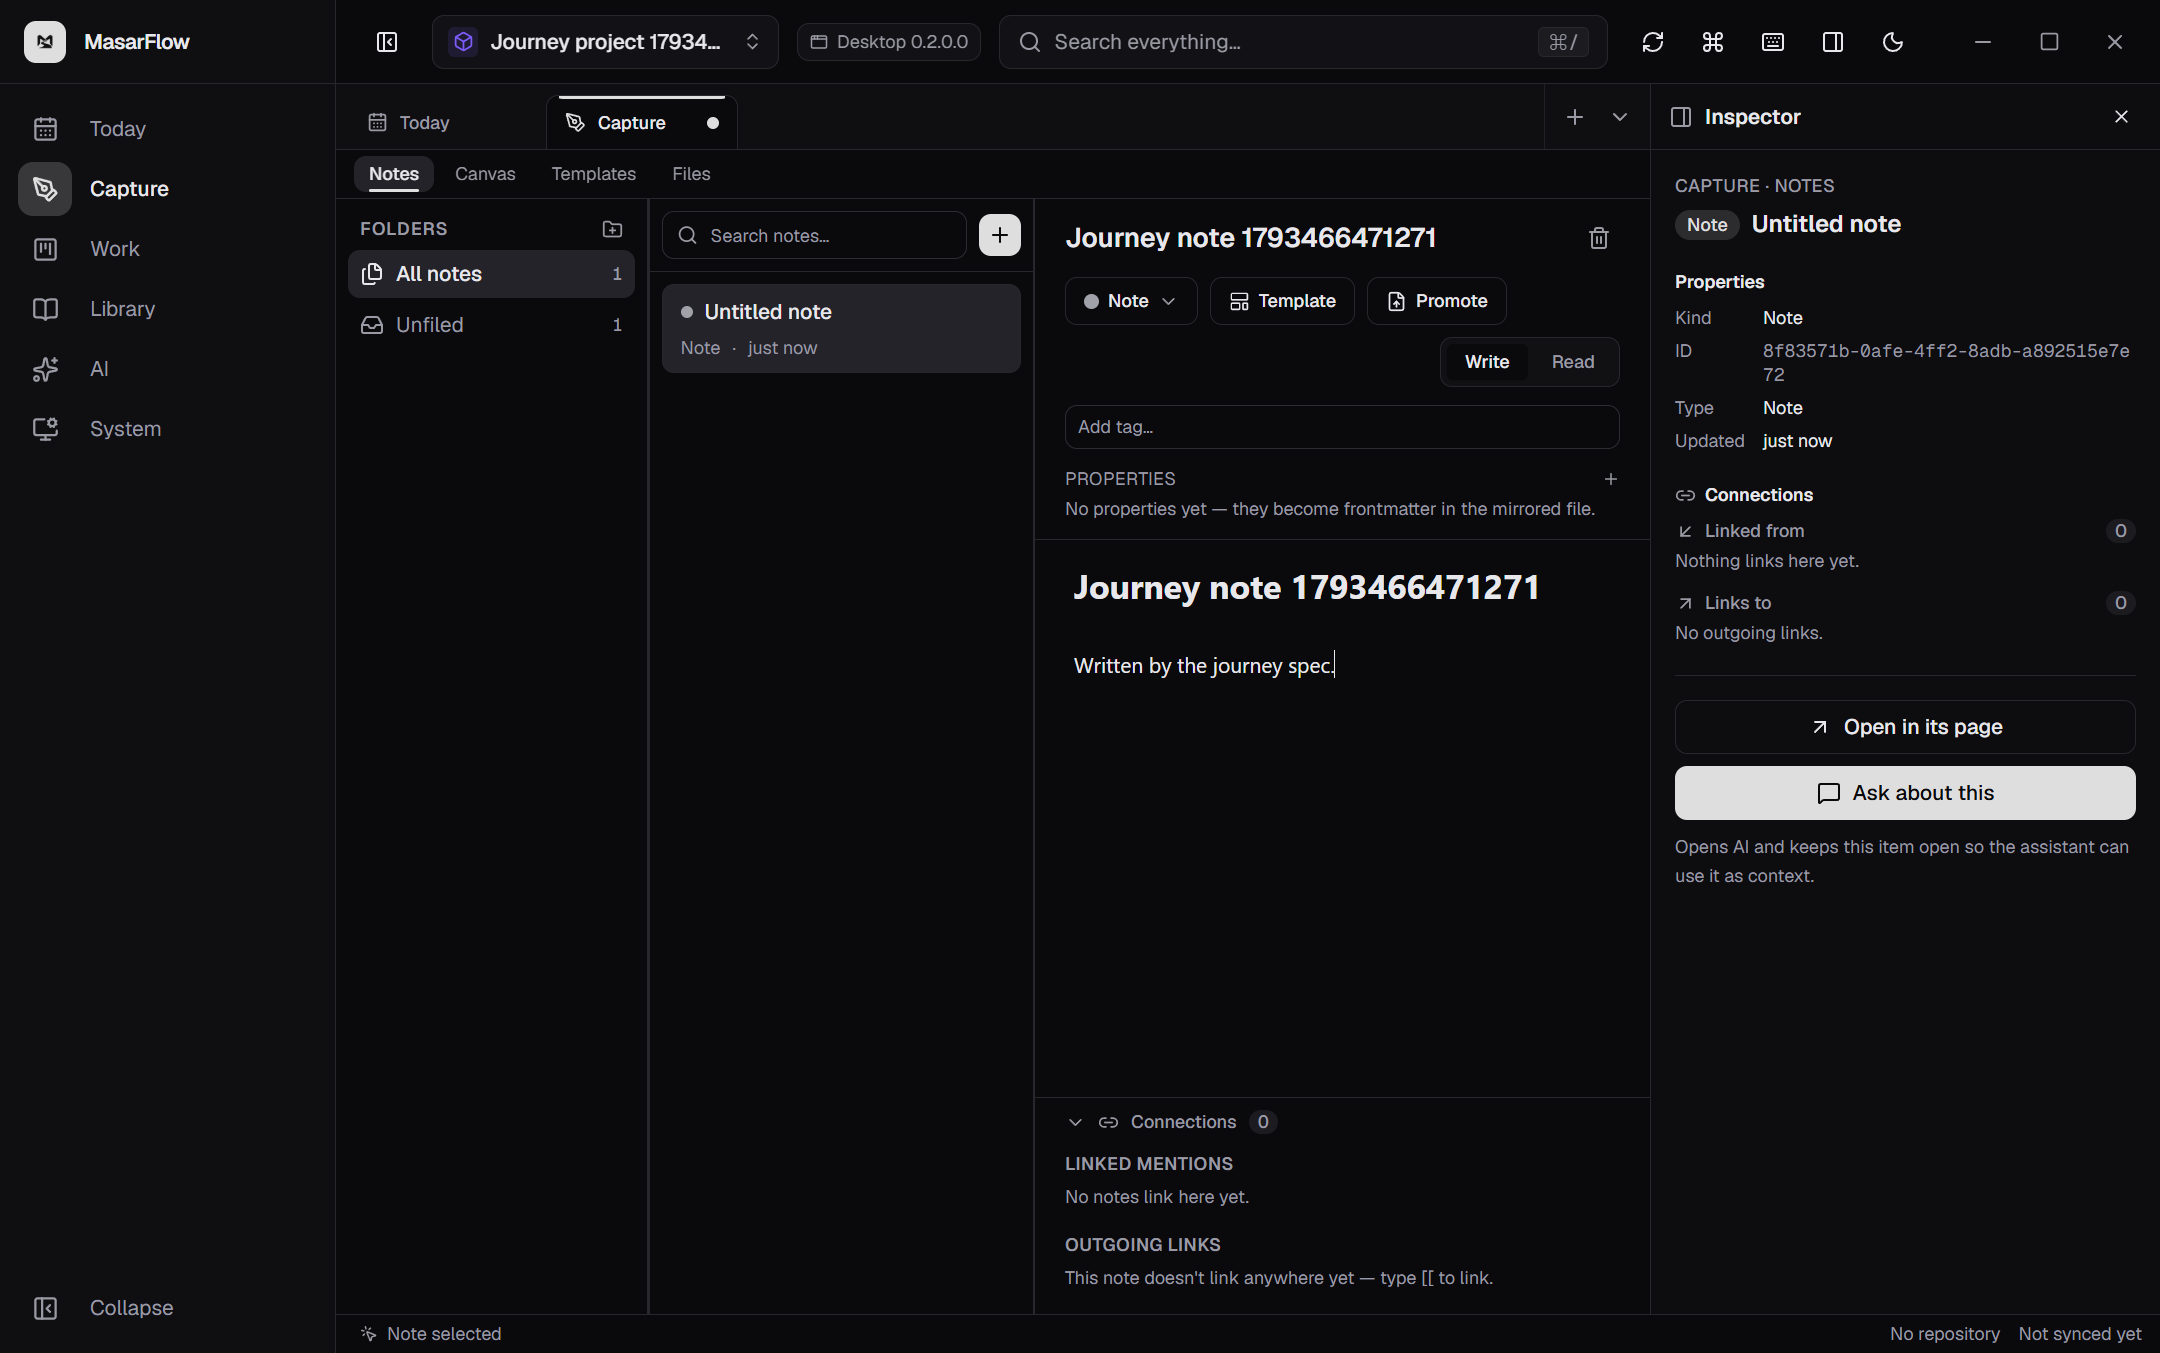 MasarFlow
Journey project 17934...
Desktop 0.2.0.0
Search everything...
⌘ /
Today
Capture
Work
Library
AI
System
Collapse
Today
Capture
Notes
Canvas
Templates
Files
FOLDERS
All notes 1
Unfiled 1
Search notes...
Untitled note
Note · just now
Journey note 1793466471271
Note
Template
Promote
Write
Read
Add tag...
PROPERTIES
No properties yet — they become frontmatter in the mirrored file.
Journey note 1793466471271
Written by the journey spec.
Connections 0
LINKED MENTIONS
No notes link here yet.
OUTGOING LINKS
This note doesn't link anywhere yet — type [[ to link.
Inspector
CAPTURE · NOTES
Note Untitled note
Properties
Kind Note
ID 8f83571b-0afe-4ff2-8adb-a892515e7e
72
Type Note
Updated just now
Connections
Linked from 0
Nothing links here yet.
Links to 0
No outgoing links.
Open in its page
Ask about this
Opens AI and keeps this item open so the assistant can
use it as context.
Note selected
No repository
Not synced yet